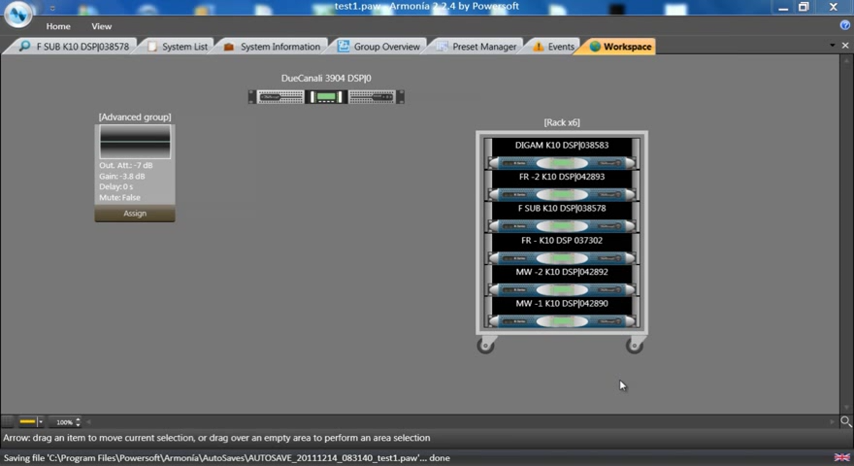 test1.paw - Armonía 2.2.4 by Powersoft
Home View
F SUB K10 DSP|038578 System List System Information Group Overview Preset Manager Events Workspace
DueCanali 3904 DSP|0
[Advanced group]
Out. Att.: -7 dB
Gain: -3.8 dB
Delay: 0 s
Mute: False
Assign
[Rack x6]
DIGAM K10 DSP|038583
FR -2 K10 DSP|042893
F SUB K10 DSP|038578
FR - K10 DSP 037302
MW -2 K10 DSP|042892
MW -1 K10 DSP|042890
100%
Arrow: drag an item to move current selection, or drag over an empty area to perform an area selection
Saving file 'C:\Program Files\Powersoft\Armonía\AutoSaves\AUTOSAVE_20111214_083140_test1.paw'... done